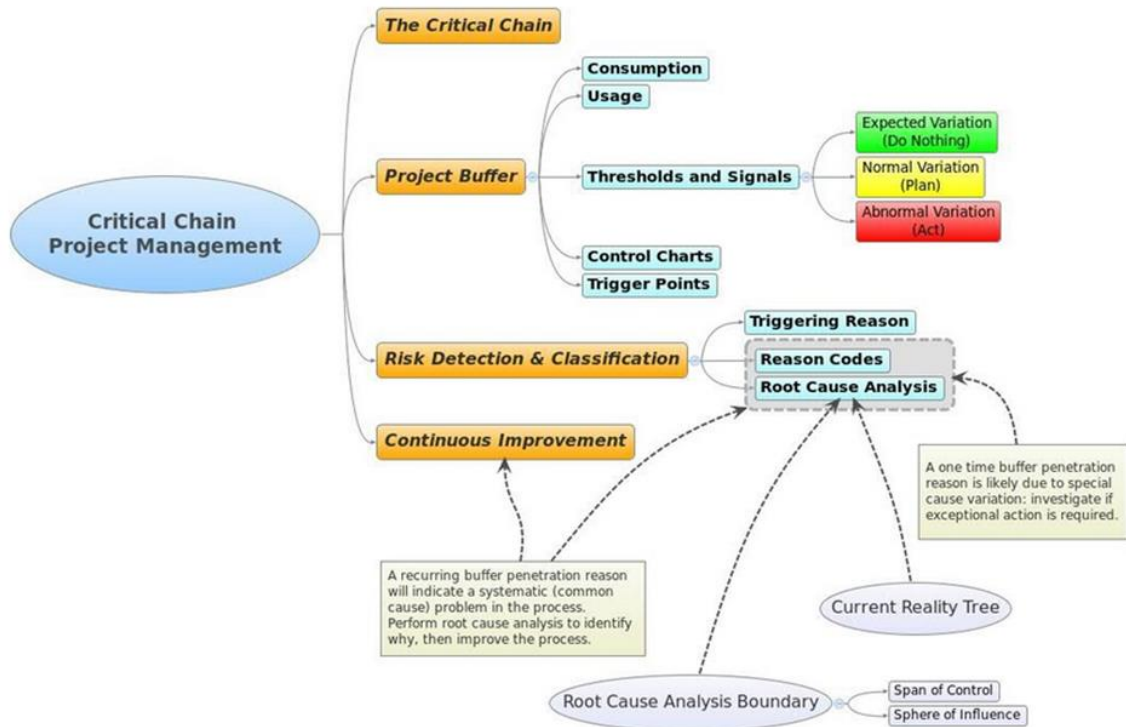 The Critical Chain
Consumption
Usage
Expected Variation
(Do Nothing)
Project Buffer
Thresholds and Signals
Normal Variation
(Plan)
Abnormal Variation
(Act)
Critical Chain
Project Management
Control Charts
Trigger Points
Triggering Reason
Risk Detection & Classification
Reason Codes
Root Cause Analysis
Continuous Improvement
A one time buffer penetration
reason is likely due to special
cause variation: investigate if
exceptional action is required.
A recurring buffer penetration reason
will indicate a systematic (common
cause) problem in the process.
Perform root cause analysis to identify
why, then improve the process.
Current Reality Tree
Root Cause Analysis Boundary
Span of Control
Sphere of Influence